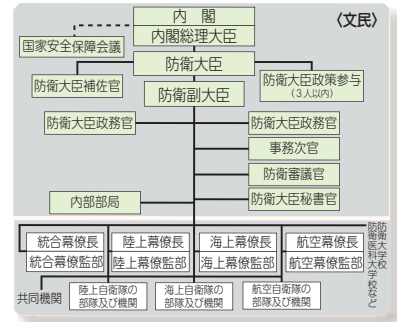 内 閣
〈文民〉
内閣総理大臣
国家安全保障会議
防衛大臣
防衛大臣補佐官
防衛大臣政策参与
(3人以内)
防衛副大臣
防衛大臣政務官
防衛大臣政務官
事務次官
防衛審議官
内部部局
防衛大臣秘書官
統合幕僚長
陸上幕僚長
海上幕僚長
航空幕僚長
統合幕僚監部
陸上幕僚監部
海上幕僚監部
航空幕僚監部
防衛大学校
防衛医科大学校など
共同機関
陸上自衛隊の
部隊及び機関
海上自衛隊の
部隊及び機関
航空自衛隊の
部隊及び機関